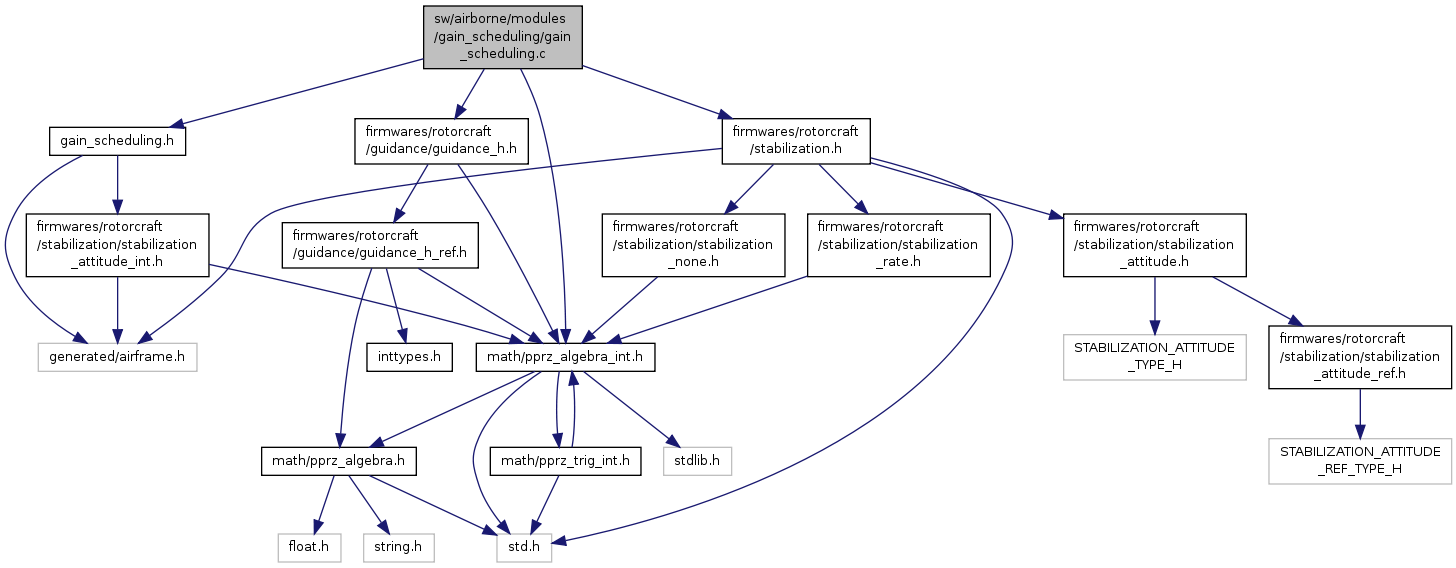 sw/airborne/modules
/gain_scheduling/gain
_scheduling.c
gain_scheduling.h
firmwares/rotorcraft
/guidance/guidance_h.h
firmwares/rotorcraft
/stabilization.h
firmwares/rotorcraft
/stabilization/stabilization
_attitude_int.h
firmwares/rotorcraft
/guidance/guidance_h_ref.h
firmwares/rotorcraft
/stabilization/stabilization
_none.h
firmwares/rotorcraft
/stabilization/stabilization
_rate.h
firmwares/rotorcraft
/stabilization/stabilization
_attitude.h
generated/airframe.h
inttypes.h
math/pprz_algebra_int.h
STABILIZATION_ATTITUDE
_TYPE_H
firmwares/rotorcraft
/stabilization/stabilization
_attitude_ref.h
math/pprz_algebra.h
math/pprz_trig_int.h
stdlib.h
STABILIZATION_ATTITUDE
_REF_TYPE_H
float.h
string.h
std.h